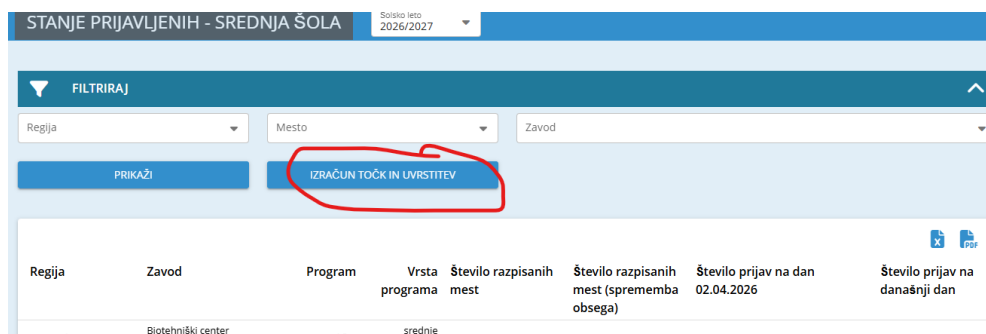 STANJE PRIJAVLJENIH - SREDNJA ŠOLA
Šolsko leto
2026/2027
FILTRIRAJ
Regija
Mesto
Zavod
PRIKAŽI
IZRAČUN TOČK IN UVRSTITEV
X
PDF
Regija
Zavod
Program
Vrsta
programa
Število razpisanih
mest
Število razpisanih
mest (sprememba
obsega)
Število prijav na dan
02.04.2026
Število prijav na
današnji dan
Biotehniški center
srednje